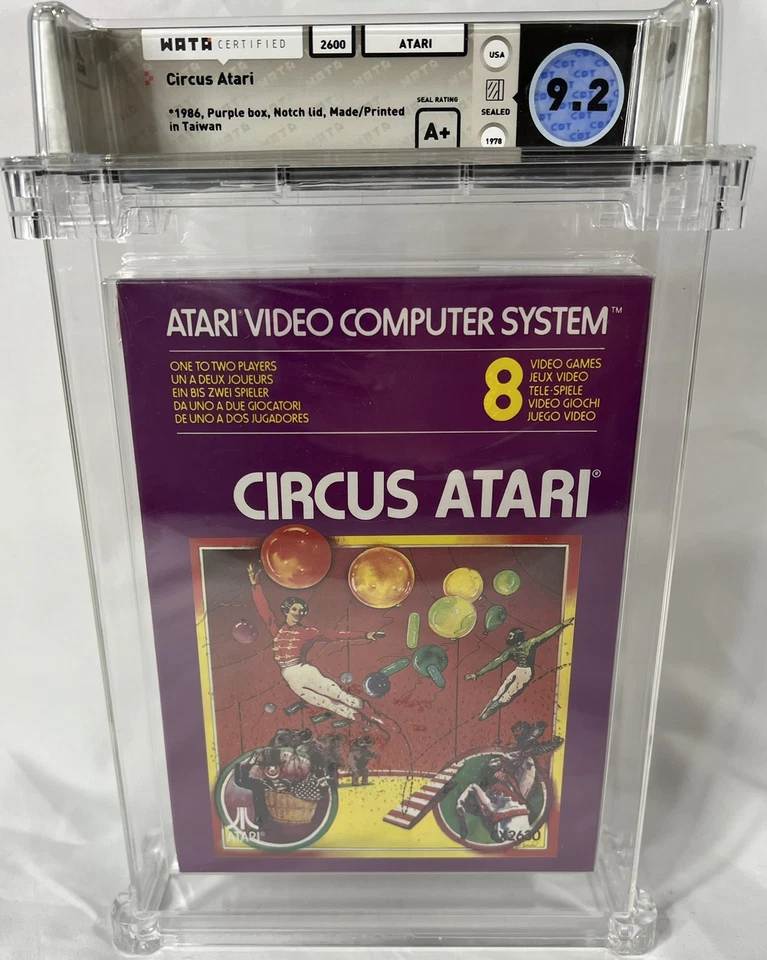 WATA CERTIFIED
2600
ATARI
USA
Circus Atari
9.2
SEALED
SEAL RATING
*1986, Purple box, Notch lid, Made/Printed
in Taiwan
A+
1978
ATARI® VIDEO COMPUTER SYSTEM™
ONE TO TWO PLAYERS
UN A DEUX JOUEURS
EIN BIS ZWEI SPIELER
DA UNO A DUE GIOCATORI
DE UNO A DOS JUGADORES
8
VIDEO GAMES
JEUX VIDEO
TELE-SPIELE
VIDEO GIOCHI
JUEGO VIDEO
CIRCUS ATARI®
ATARI®
CX2630